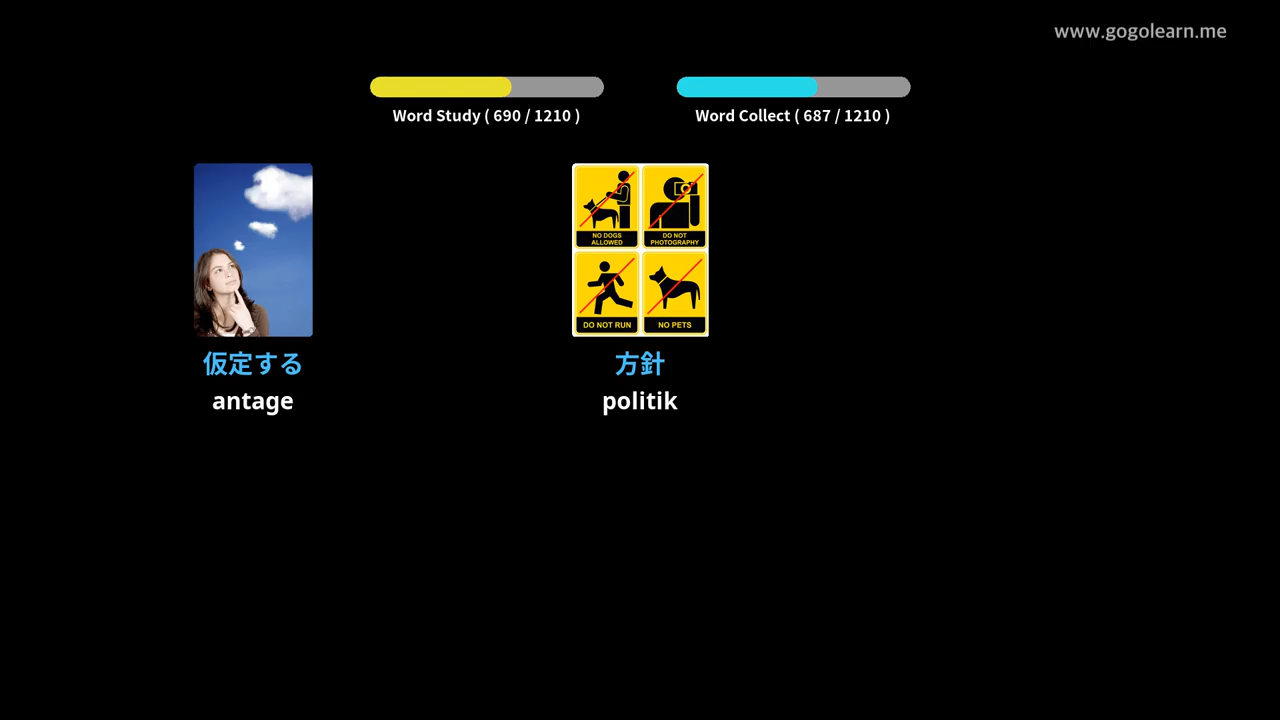 www.gogolearn.me
Word Study ( 690 / 1210 )
Word Collect ( 687 / 1210 )
NO DOGS
ALLOWED
DO NOT
PHOTOGRAPHY
DO NOT RUN
NO PETS
仮定する
antage
方針
politik